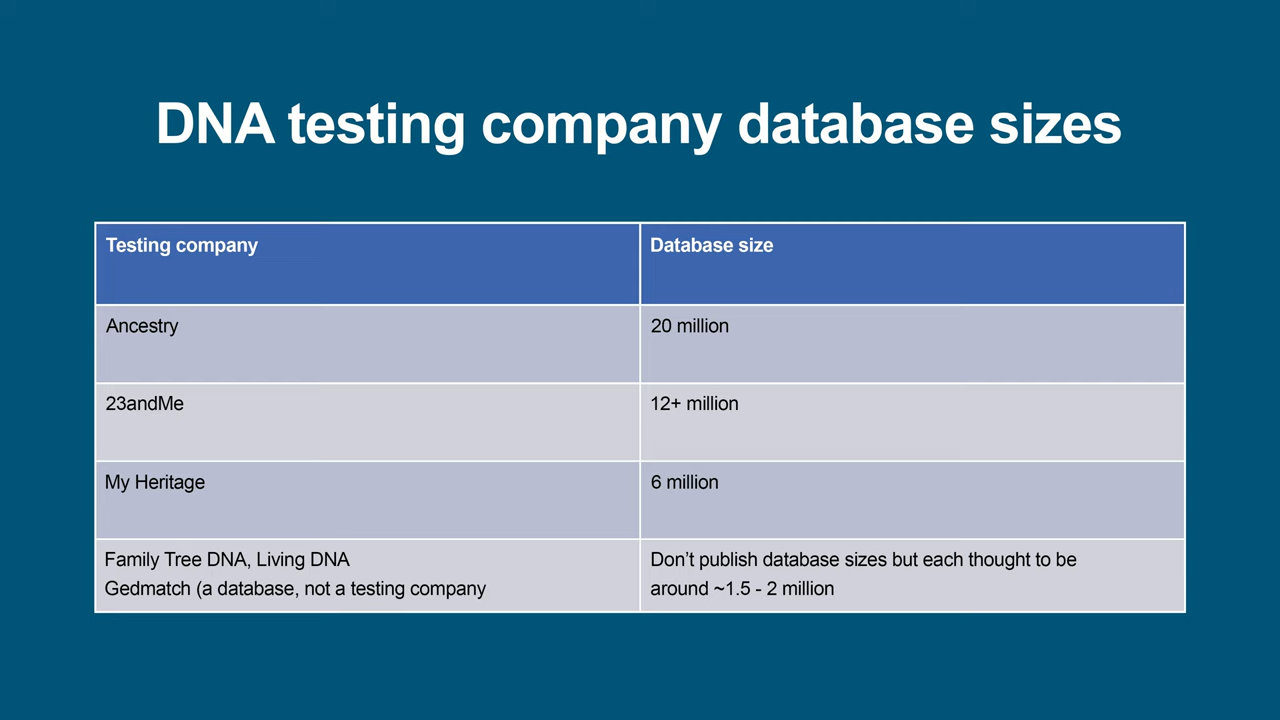 DNA testing company database sizes
Testing company
Database size
Ancestry
20 million
23andMe
12+ million
My Heritage
6 million
Family Tree DNA, Living DNA
Gedmatch (a database, not a testing company
Don’t publish database sizes but each thought to be
around ~1.5 - 2 million